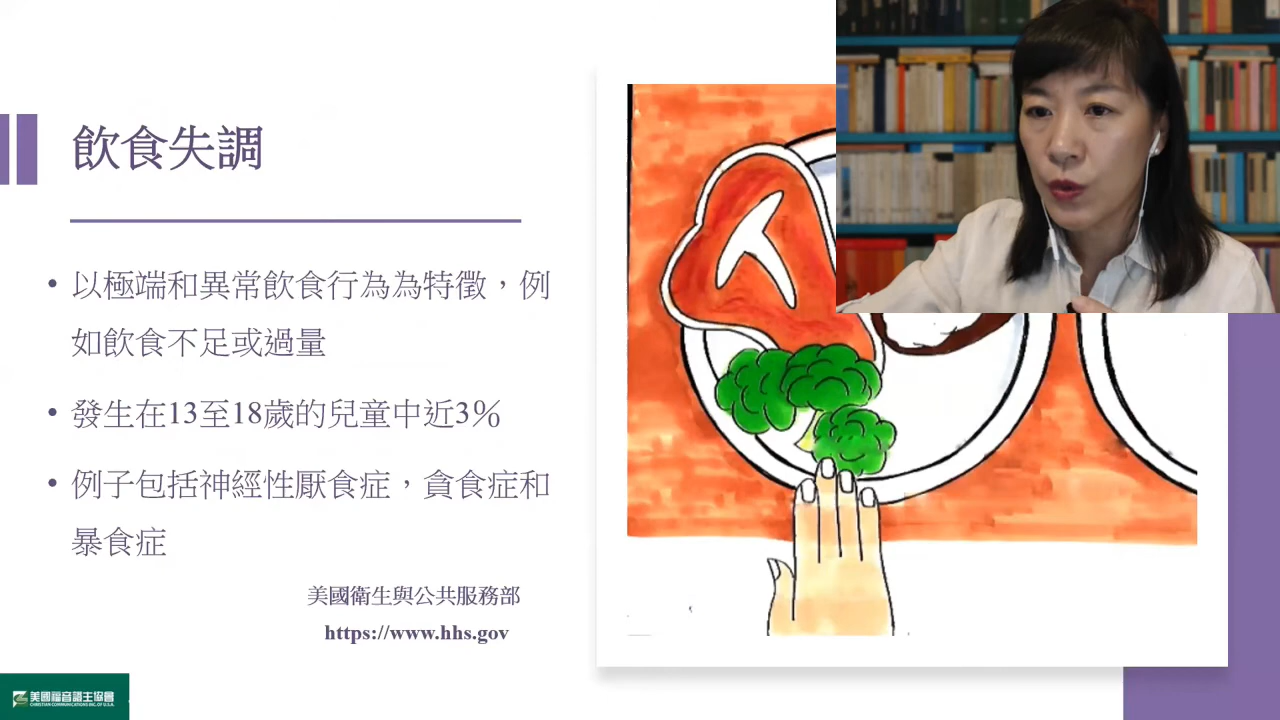 飲食失調
• 以極端和異常飲食行為為特徵，例
如飲食不足或過量
• 發生在13至18歲的兒童中近3%
• 例子包括神經性厭食症，貪食症和
暴食症
美國衛生與公共服務部
https://www.hhs.gov
美國福音證主協會
CHRISTIAN COMMUNICATIONS INC. OF U.S.A.